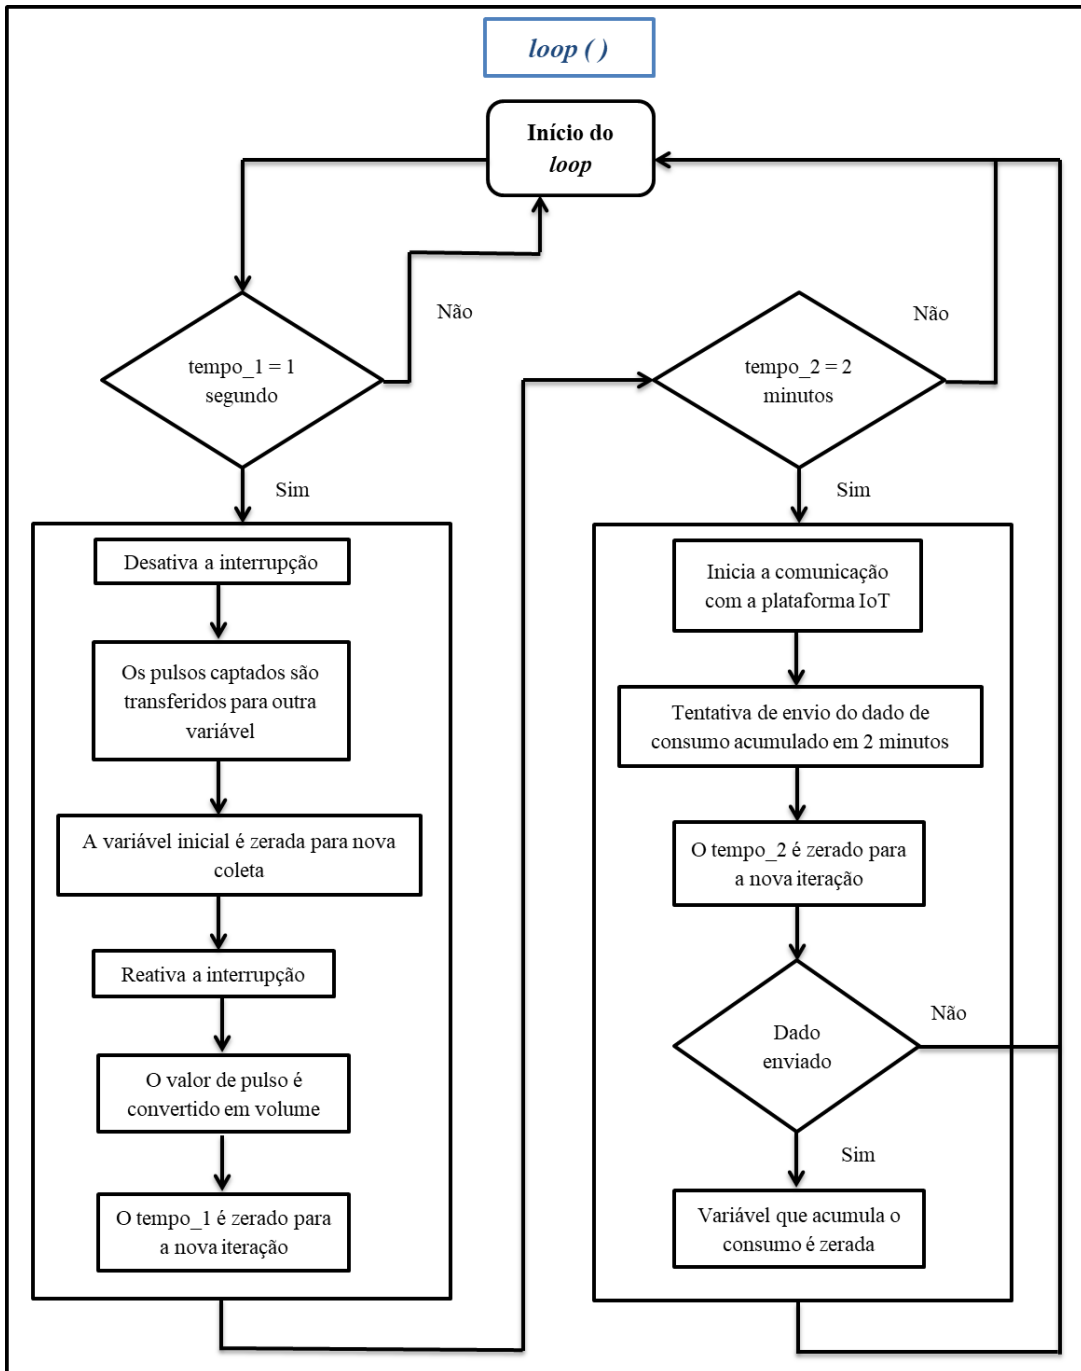 loop ( )
Início do
loop
Não
tempo_1 = 1
segundo
Sim
Desativa a interrupção
Os pulsos captados são
transferidos para outra
variável
A variável inicial é zerada para nova
coleta
Reativa a interrupção
O valor de pulso é
convertido em volume
O tempo_1 é zerado para
a nova iteração
Não
tempo_2 = 2
minutos
Sim
Inicia a comunicação
com a plataforma IoT
Tentativa de envio do dado de
consumo acumulado em 2 minutos
O tempo_2 é zerado para
a nova iteração
Não
Dado
enviado
Sim
Variável que acumula o
consumo é zerada